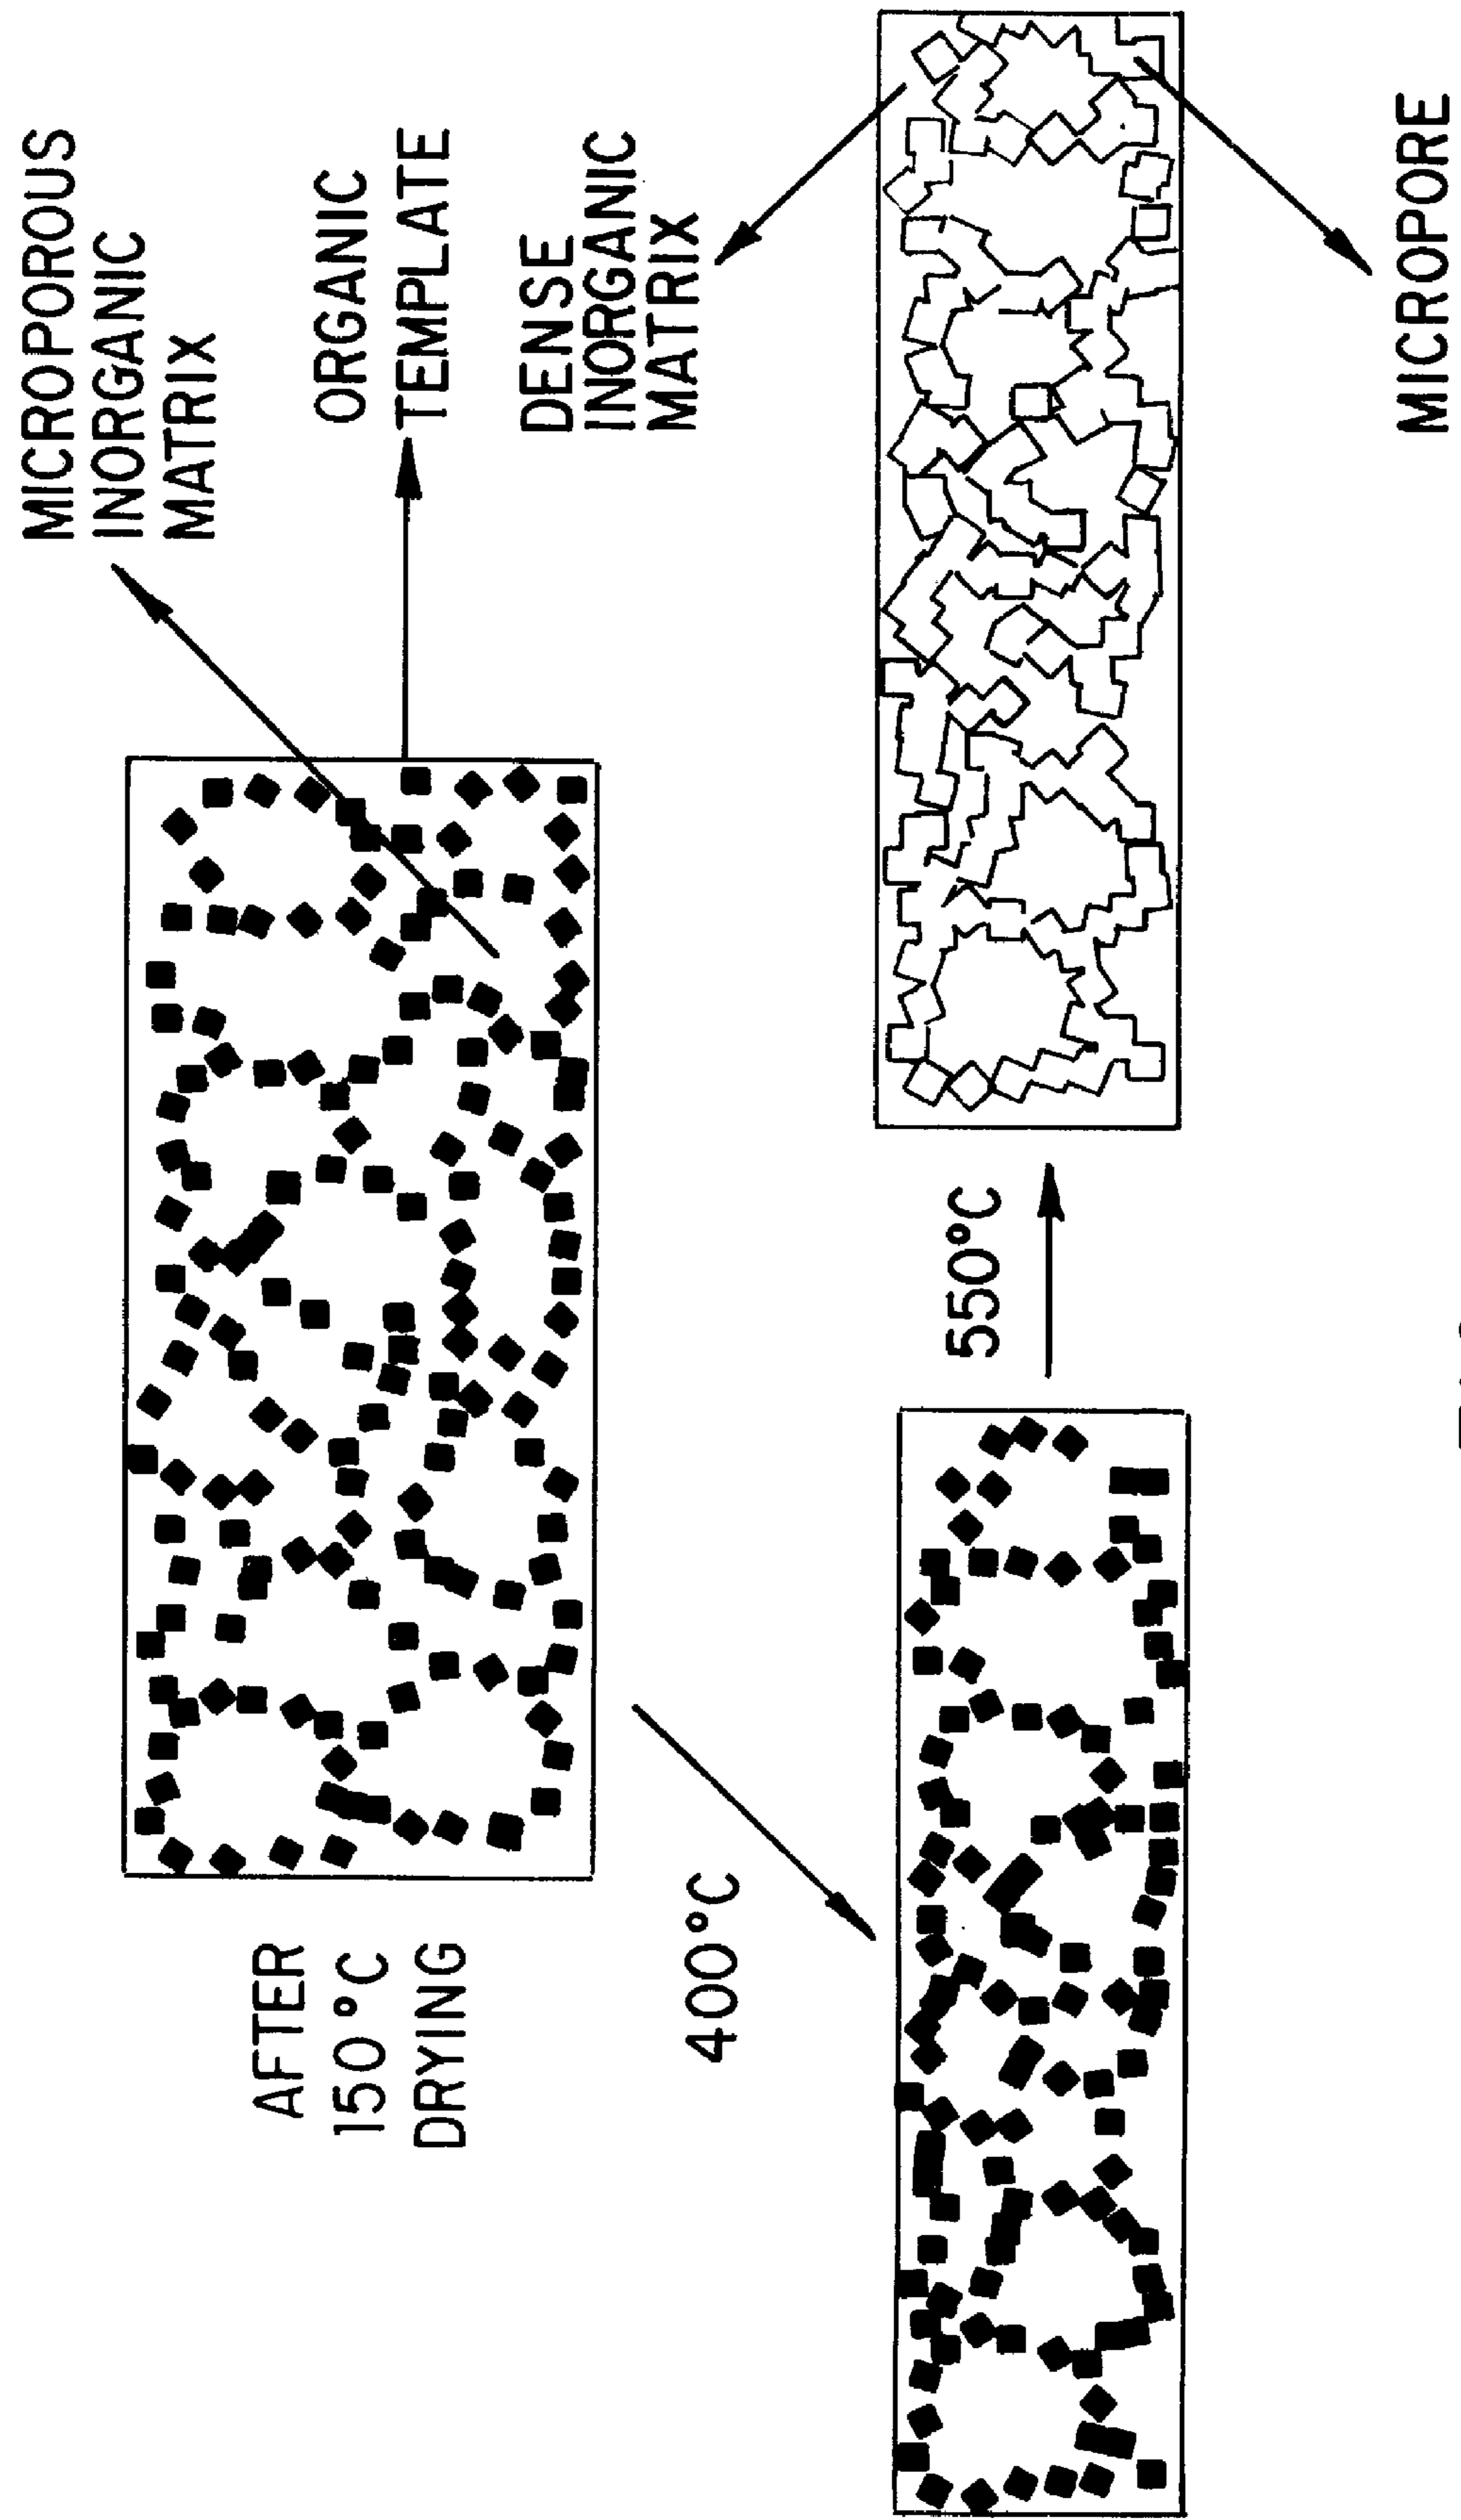 MICROPOROUS
INORGANIC
MATRIX
ORGANIC
TEMPLATE
DENSE
INORGANIC
MATRIX
MICROPORE
AFTER
150°C
DRYING
400°C
550°C